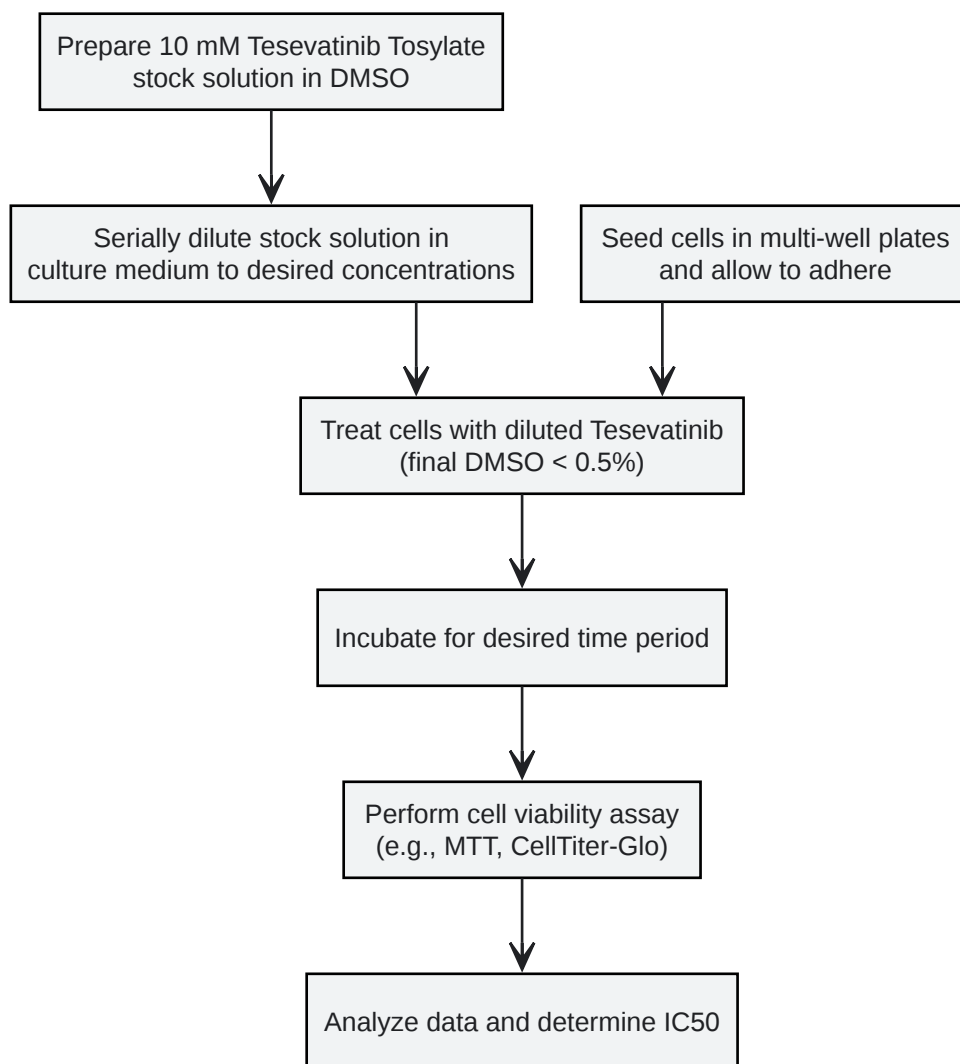 Prepare 10 mM Tesevatinib Tosylate
stock solution in DMSO
Serially dilute stock solution in
culture medium to desired concentrations
Seed cells in multi-well plates
and allow to adhere
Treat cells with diluted Tesevatinib
(final DMSO < 0.5%)
Incubate for desired time period
Perform cell viability assay
(e.g., MTT, CellTiter-Glo)
Analyze data and determine IC50